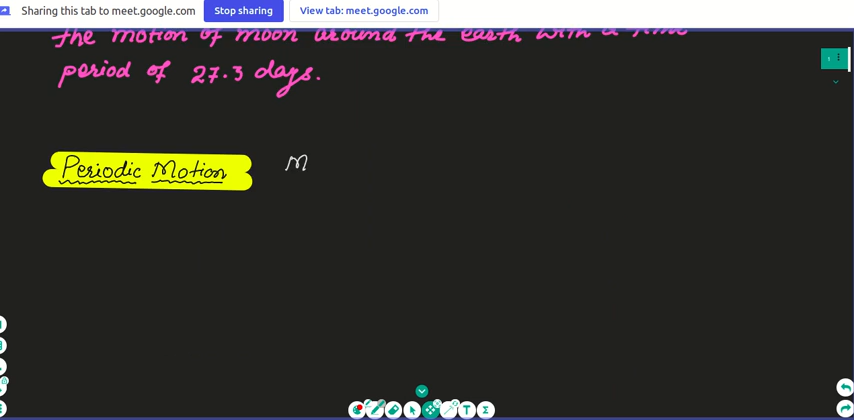 Sharing this tab to meet.google.com Stop sharing View tab: meet.google.com
the motion of moon around the earth with a time
period of 27.3 days.
1
Periodic Motion M
T Σ